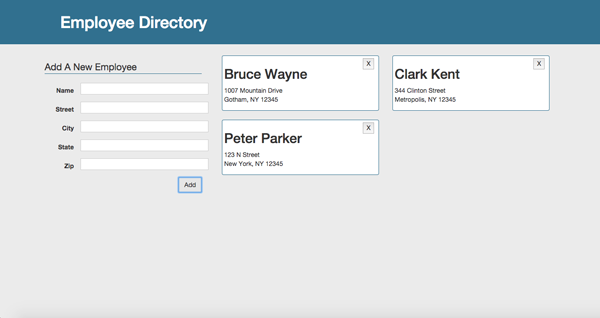 Employee Directory
Add A New Employee
Name
Street
City
State
Zip
Add
X
Bruce Wayne
1007 Mountain Drive
Gotham, NY 12345
X
Clark Kent
344 Clinton Street
Metropolis, NY 12345
X
Peter Parker
123 N Street
New York, NY 12345